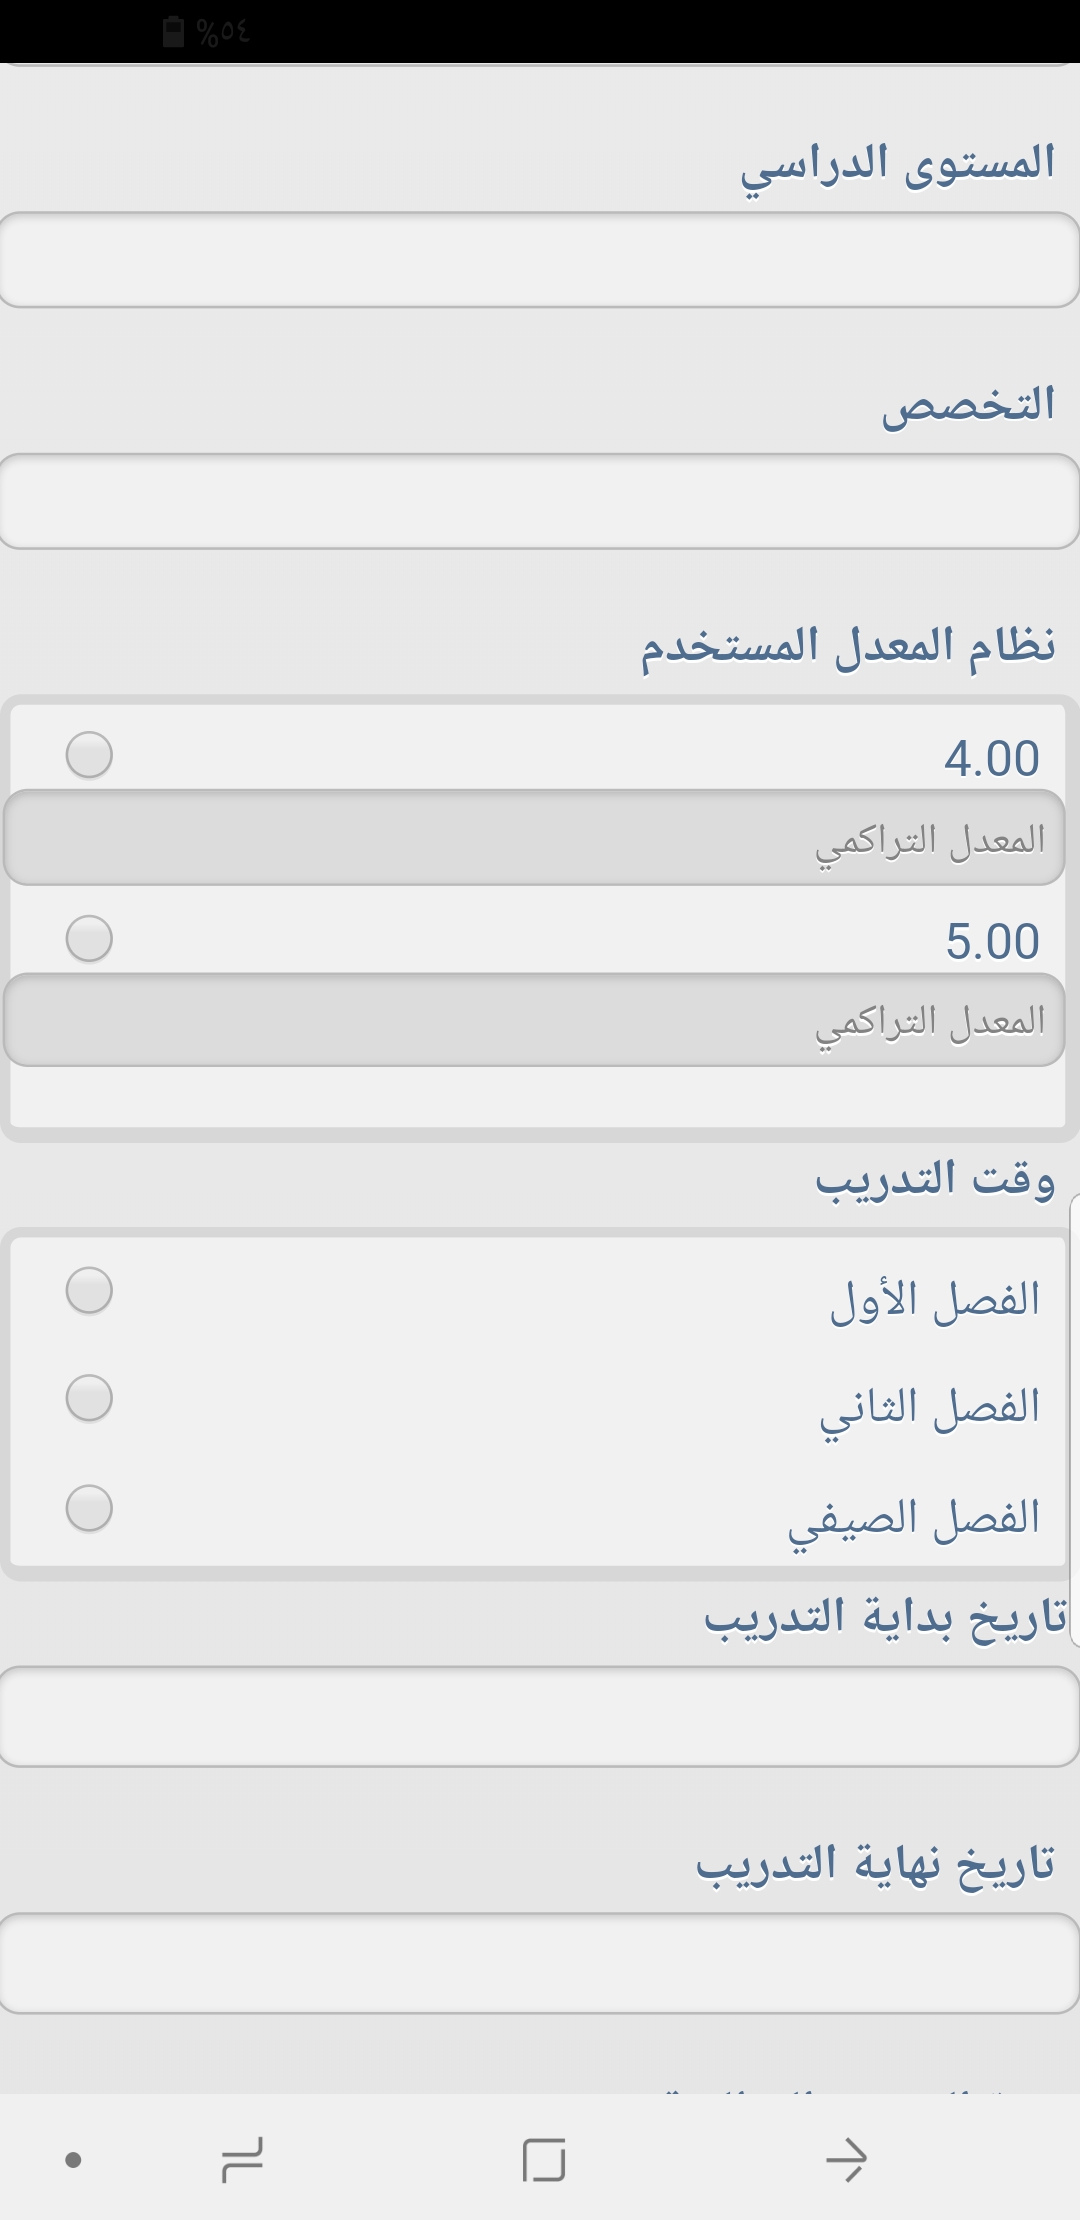 ٥٤%
المستوى الدراسي
التخصص
نظام المعدل المستخدم
4.00
المعدل التراكمي
5.00
المعدل التراكمي
وقت التدريب
الفصل الأول
الفصل الثاني
الفصل الصيفي
تاريخ بداية التدريب
تاريخ نهاية التدريب